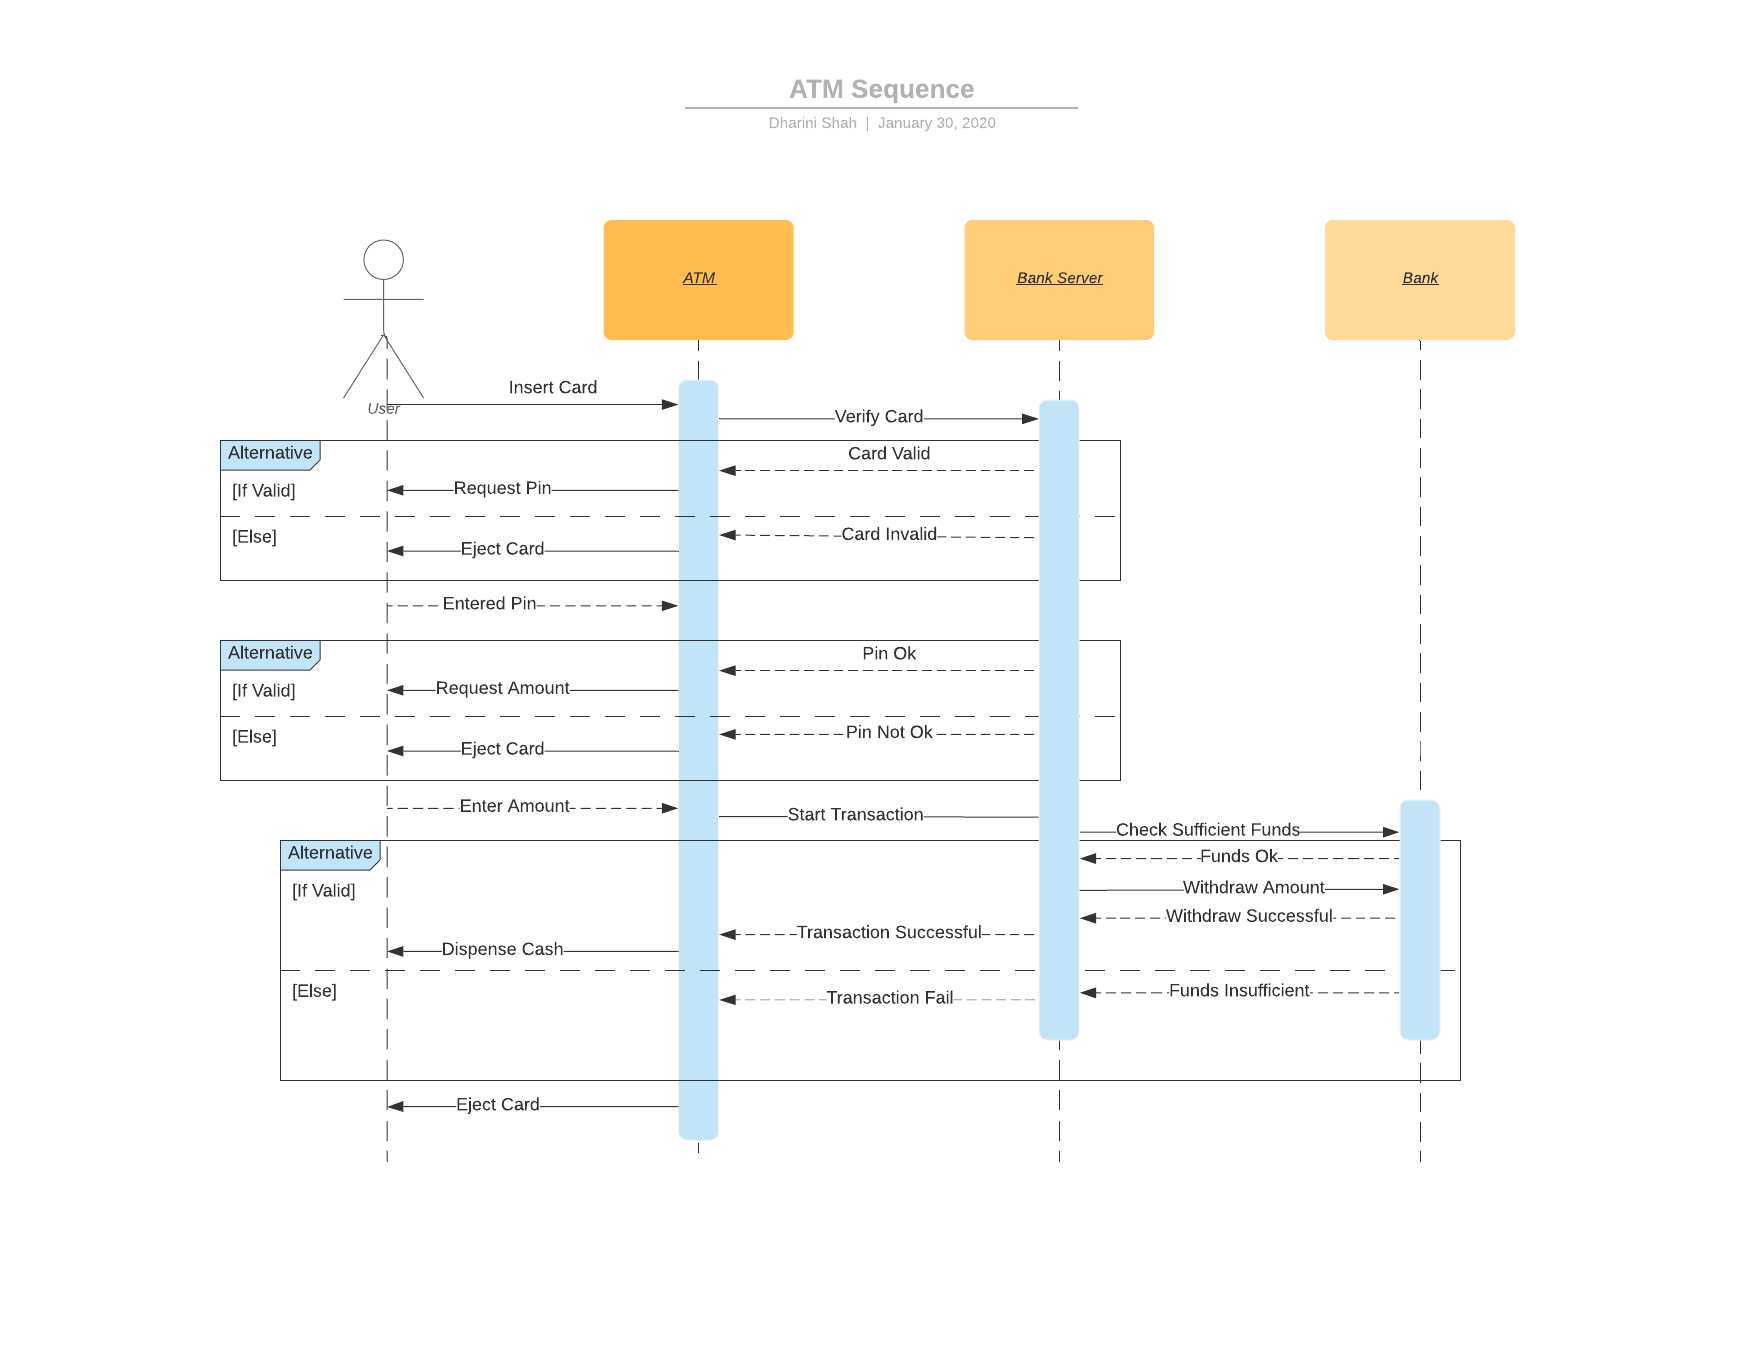 ATM Sequence
Dharini Shah | January 30, 2020
ATM
Bank Server
Bank
User
Insert Card
Verify Card
Alternative
Card Valid
[If Valid]
Request Pin
[Else]
Card Invalid
Eject Card
Entered Pin
Alternative
Pin Ok
[If Valid]
Request Amount
[Else]
Pin Not Ok
Eject Card
Enter Amount
Start Transaction
Check Sufficient Funds
Alternative
Funds Ok
[If Valid]
Withdraw Amount
Withdraw Successful
Transaction Successful
Dispense Cash
[Else]
Funds Insufficient
Transaction Fail
Eject Card